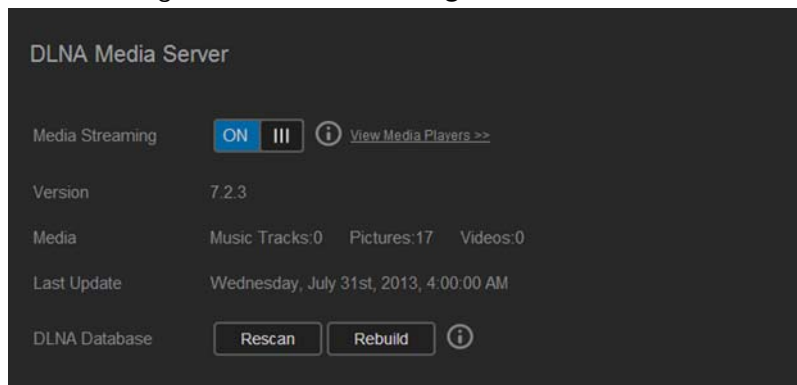 DLNA Media Server
Media Streaming ON View Media Players >>
Version 7.2.3
Media Music Tracks:0 Pictures:17 Videos:0
Last Update Wednesday, July 31st, 2013, 4:00:00 AM
DLNA Database Rescan Rebuild